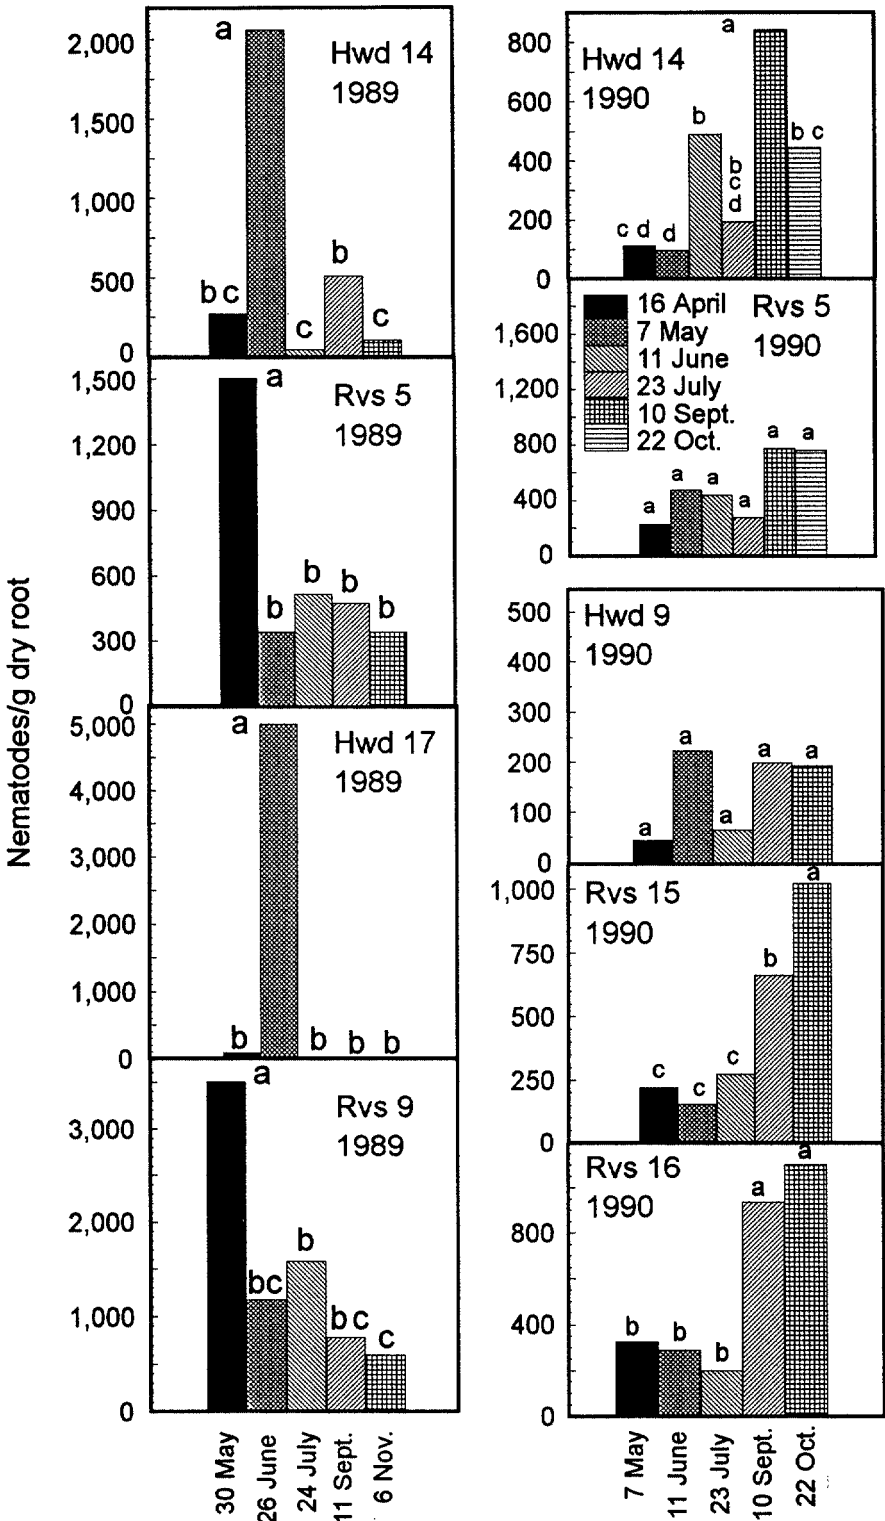 Nematodes/g dry root
2,000
1,500
1,000
500
0
Hwd 14
1989
a
b c
c
b
c
1,500
1,200
900
600
300
0
Rvs 5
1989
a
b
b
b
b
5,000
4,000
3,000
2,000
1,000
0
Hwd 17
1989
a
b
b
b
b
3,000
2,000
1,000
0
Rvs 9
1989
a
bc
b
b c
c
30 May
26 June
24 July
11 Sept.
6 Nov.
800
600
400
200
0
Hwd 14
1990
c d
d
b
b
c
d
a
b c
1,600
1,200
800
400
0
16 April
7 May
11 June
23 July
10 Sept.
22 Oct.
Rvs 5
1990
a
a
a
a
a
a
500
400
300
200
100
0
Hwd 9
1990
a
a
a
a
a
1,000
750
500
250
0
Rvs 15
1990
c
c
c
b
a
800
400
0
Rvs 16
1990
b
b
b
a
a
7 May
11 June
23 July
10 Sept.
22 Oct.